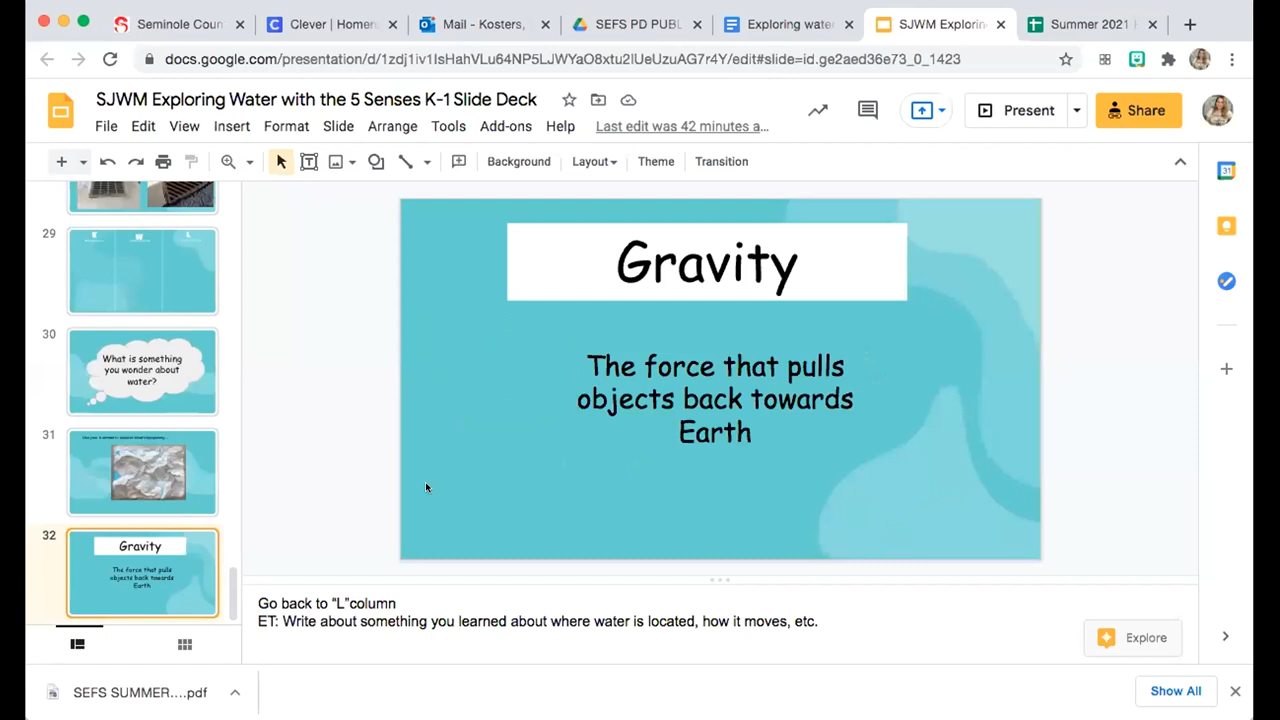 Seminole Coun
Clever | Homer
Mail - Kosters,
SEFS PD PUBL
Exploring wate
SJWM Explorin
Summer 2021
docs.google.com/presentation/d/1zdj1iv1IsHahVLu64NP5LJWYaO8xtu2lUeUzuAG7r4Y/edit#slide=id.ge2aed36e73_0_1423
SJWM Exploring Water with the 5 Senses K-1 Slide Deck
File Edit View Insert Format Slide Arrange Tools Add-ons Help Last edit was 42 minutes a...
Present
Share
Background Layout Theme Transition
31
29
K W L
30
What is something
you wonder about
water?
31
32
Gravity
The force that pulls
objects back towards
Earth
Gravity
The force that pulls
objects back towards
Earth
Go back to “L”column
ET: Write about something you learned about where water is located, how it moves, etc.
Explore
SEFS SUMMER....pdf
Show All